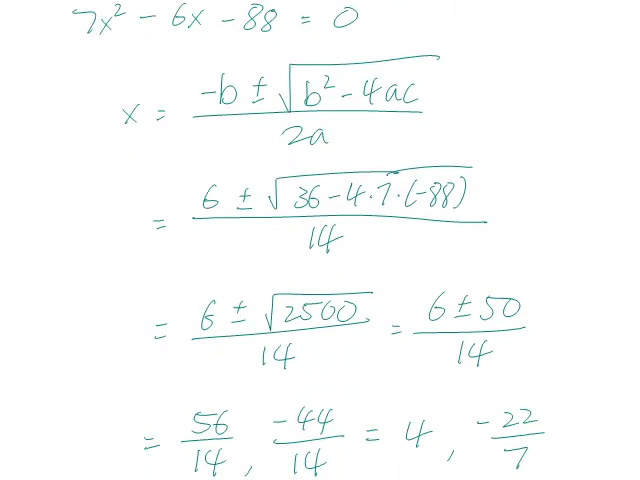 7x² - 6x - 88 = 0
x = (-b ± √(b² - 4ac)) / 2a
= (6 ± √(36 - 4·7·(-88))) / 14
= (6 ± √2500) / 14 = (6 ± 50) / 14
= 56/14 , -44/14 = 4 , -22/7